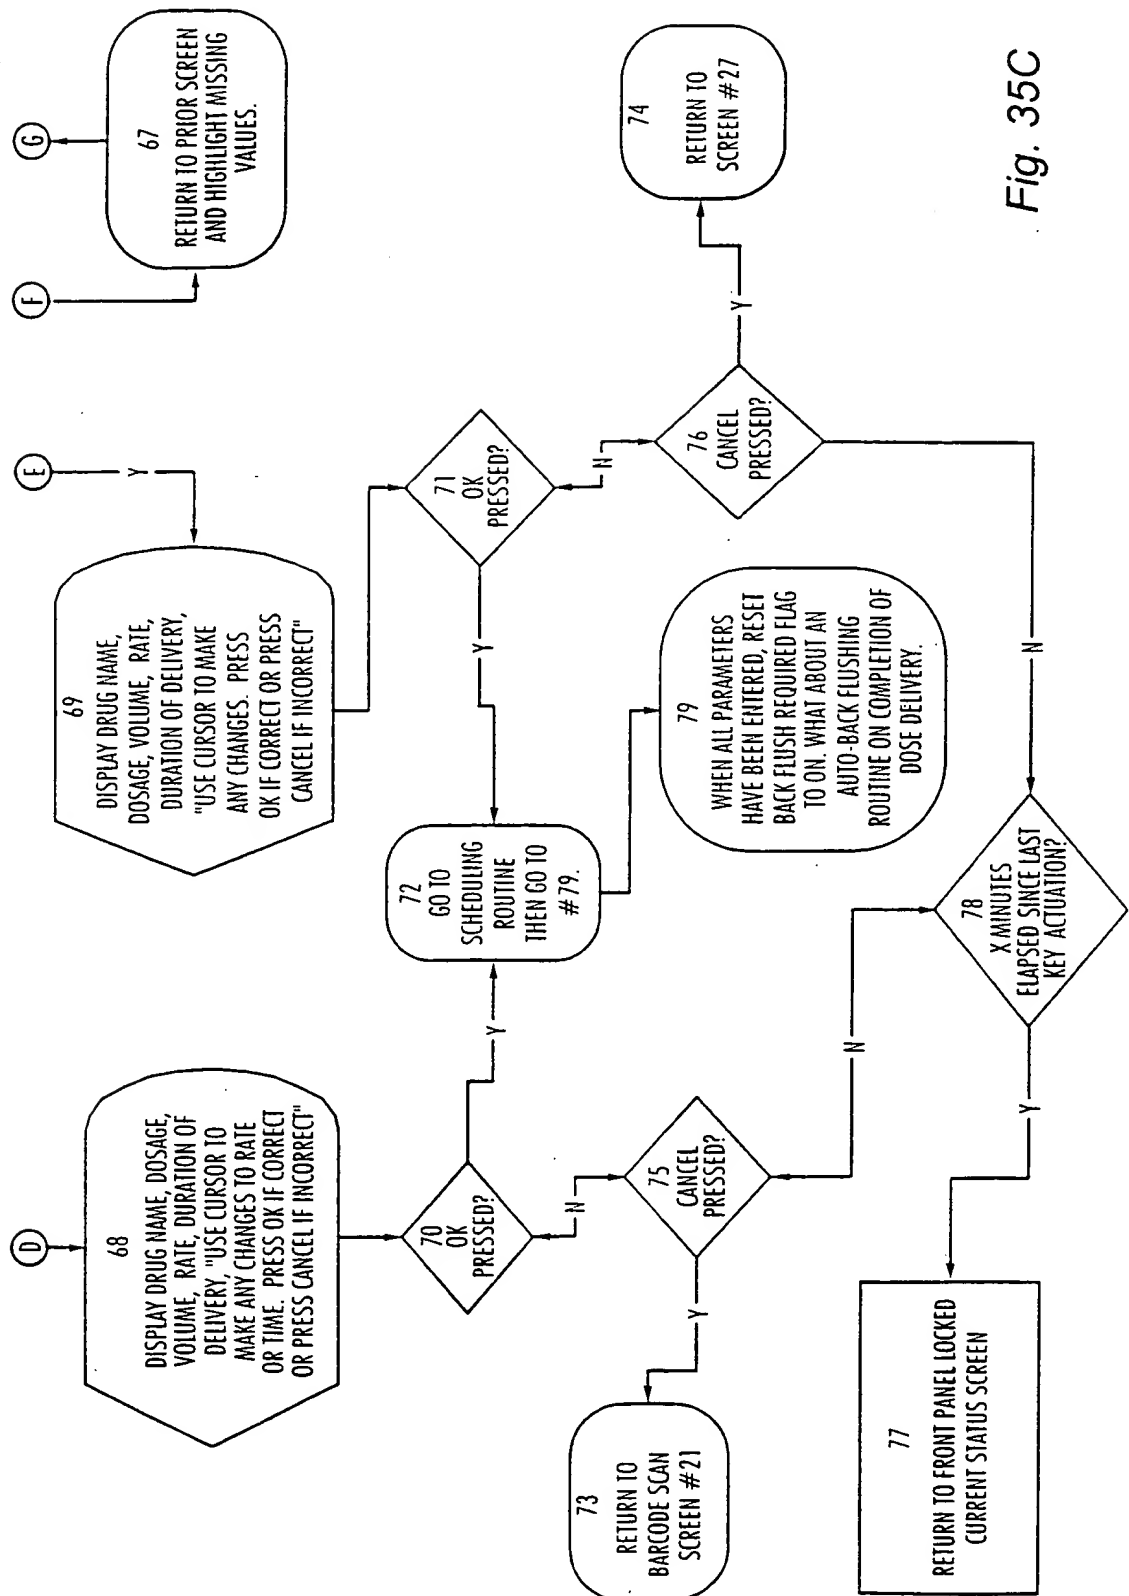 D
68
DISPLAY DRUG NAME, DOSAGE,
VOLUME, RATE, DURATION OF
DELIVERY, "USE CURSOR TO
MAKE ANY CHANGES TO RATE
OR TIME. PRESS OK IF CORRECT
OR PRESS CANCEL IF INCORRECT"
E
Y
69
DISPLAY DRUG NAME,
DOSAGE, VOLUME, RATE,
DURATION OF DELIVERY,
"USE CURSOR TO MAKE
ANY CHANGES. PRESS
OK IF CORRECT OR PRESS
CANCEL IF INCORRECT"
F
G
67
RETURN TO PRIOR SCREEN
AND HIGHLIGHT MISSING
VALUES.
70
OK
PRESSED?
Y
N
72
GO TO
SCHEDULING
ROUTINE
THEN GO TO
#79.
Y
71
OK
PRESSED?
N
75
CANCEL
PRESSED?
Y
N
73
RETURN TO
BARCODE SCAN
SCREEN #21
79
WHEN ALL PARAMETERS
HAVE BEEN ENTERED, RESET
BACK FLUSH REQUIRED FLAG
TO ON. WHAT ABOUT AN
AUTO-BACK FLUSHING
ROUTINE ON COMPLETION OF
DOSE DELIVERY.
76
CANCEL
PRESSED?
Y
N
74
RETURN TO
SCREEN #27
77
RETURN TO FRONT PANEL LOCKED
CURRENT STATUS SCREEN
Y
78
X MINUTES
ELAPSED SINCE LAST
KEY ACTUATION?
Fig. 35C